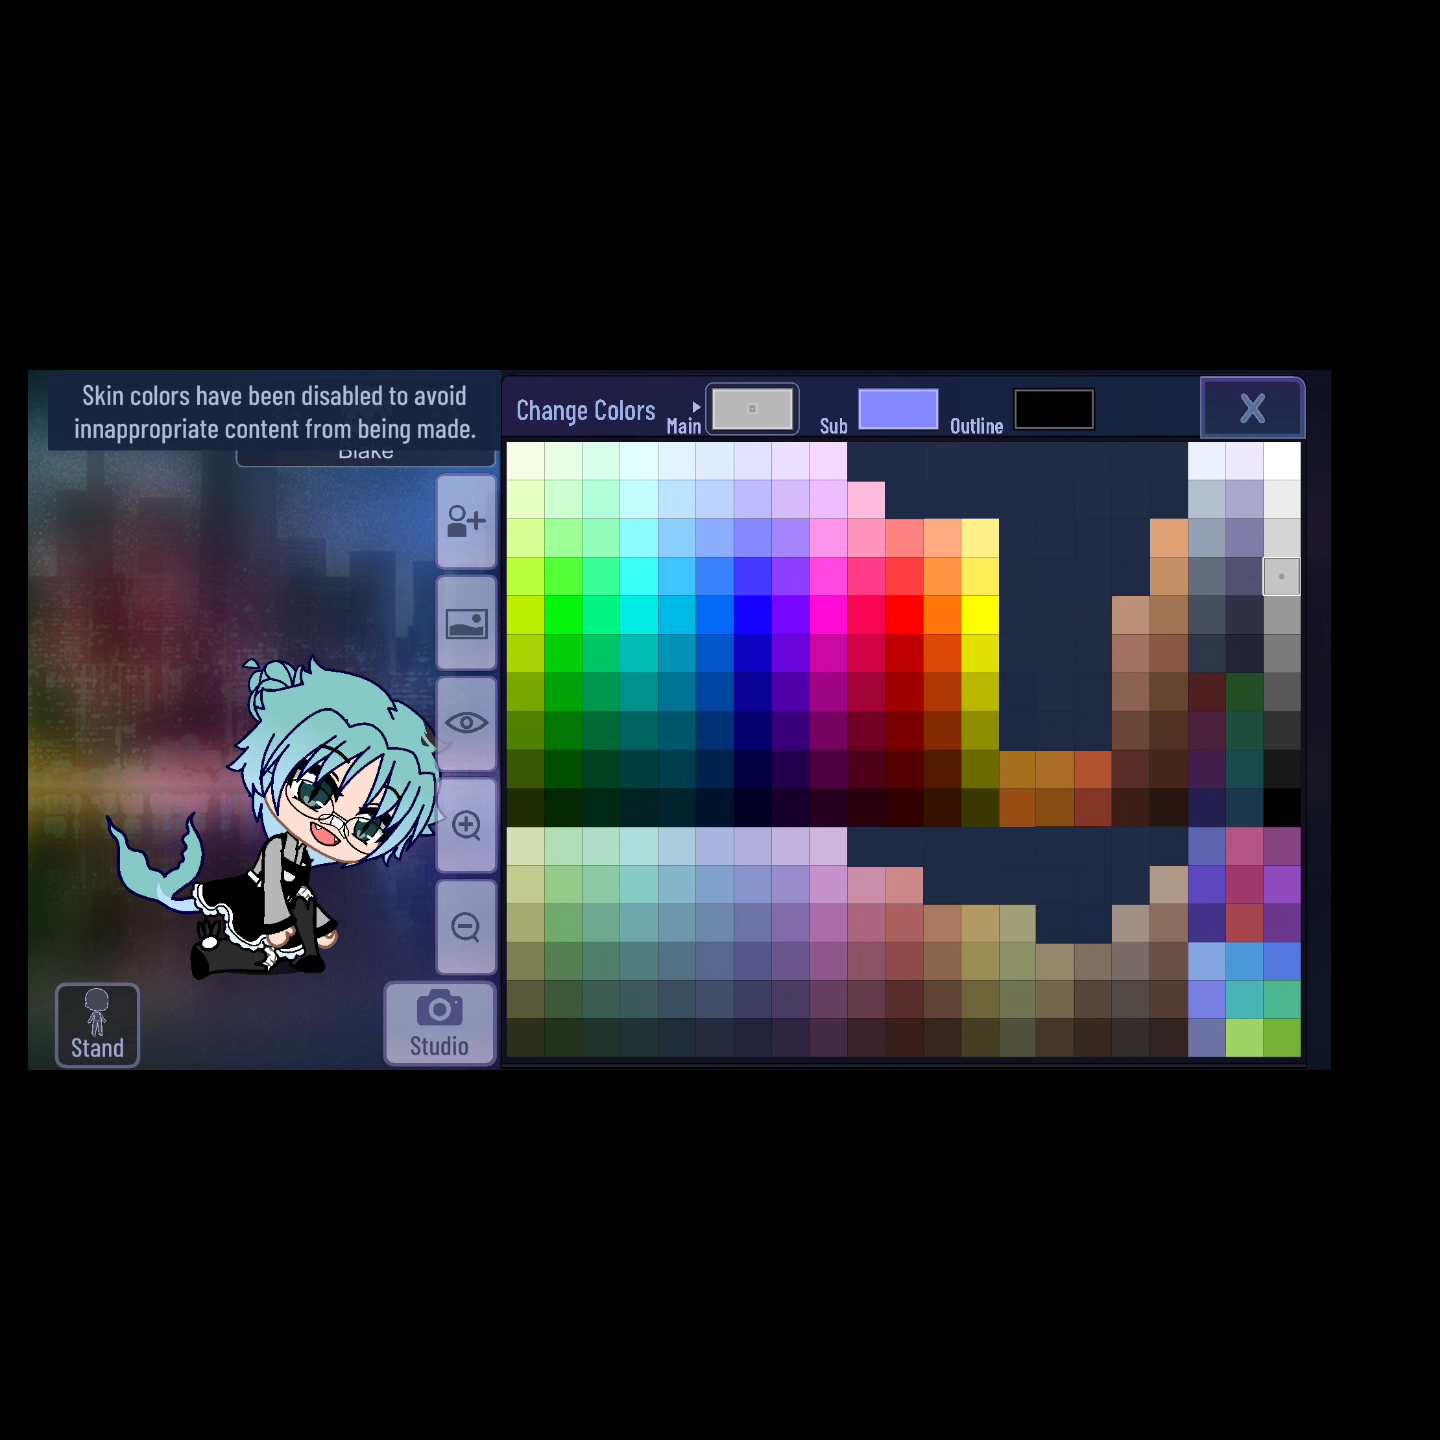 Skin colors have been disabled to avoid
innappropriate content from being made.
Blake
Change Colors
Main
Sub
Outline
X
Stand
Studio